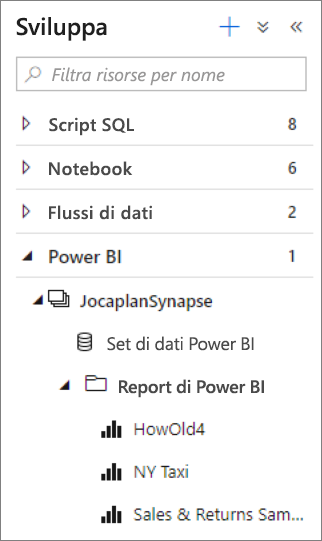 Sviluppa
Filtra risorse per nome
Script SQL 8
Notebook 6
Flussi di dati 2
Power BI 1
JocaplanSynapse
Set di dati Power BI
Report di Power BI
HowOld4
NY Taxi
Sales & Returns Sam...